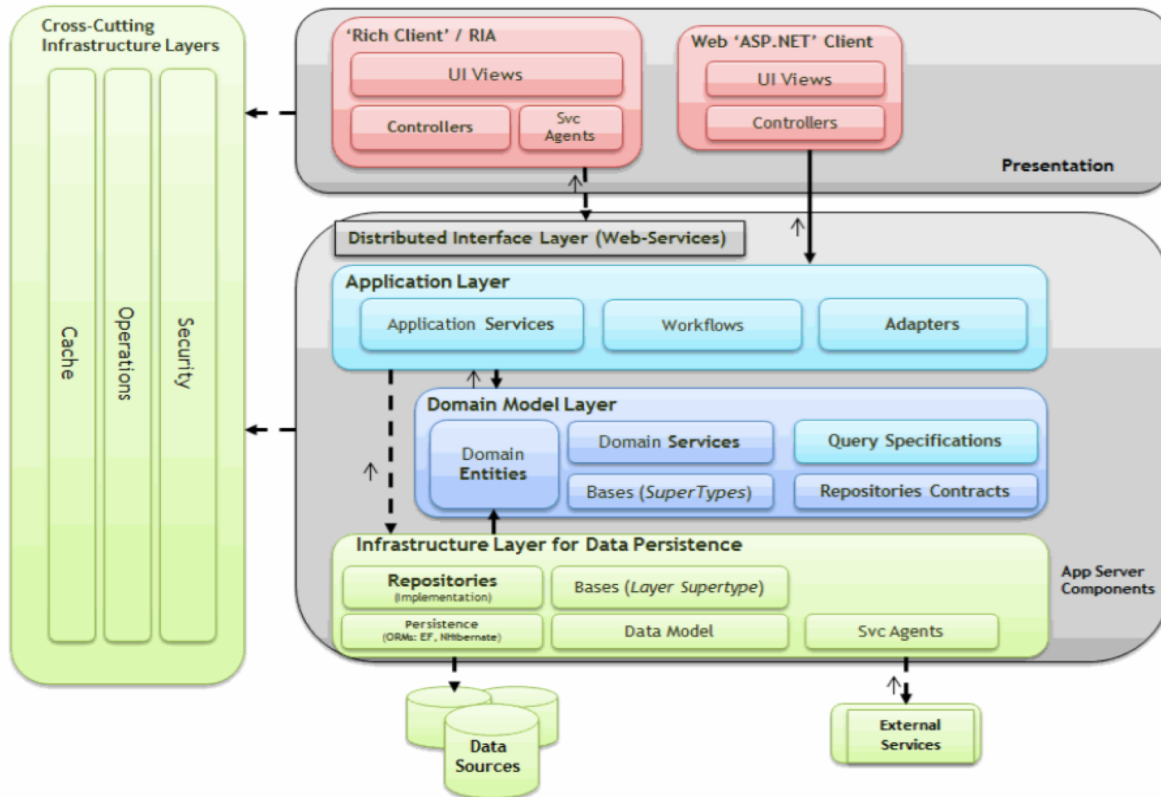 Cross-Cutting
Infrastructure Layers
Cache
Operations
Security
‘Rich Client’ / RIA
UI Views
Controllers
Svc
Agents
Web ‘ASP.NET’ Client
UI Views
Controllers
Presentation
Distributed Interface Layer (Web-Services)
Application Layer
Application Services
Workflows
Adapters
Domain Model Layer
Domain
Entities
Domain Services
Query Specifications
Bases (SuperTypes)
Repositories Contracts
Infrastructure Layer for Data Persistence
Repositories
(Implementation)
Bases (Layer Supertype)
Persistence
(ORMs: EF, NHibernate)
Data Model
Svc Agents
App Server
Components
Data
Sources
External
Services